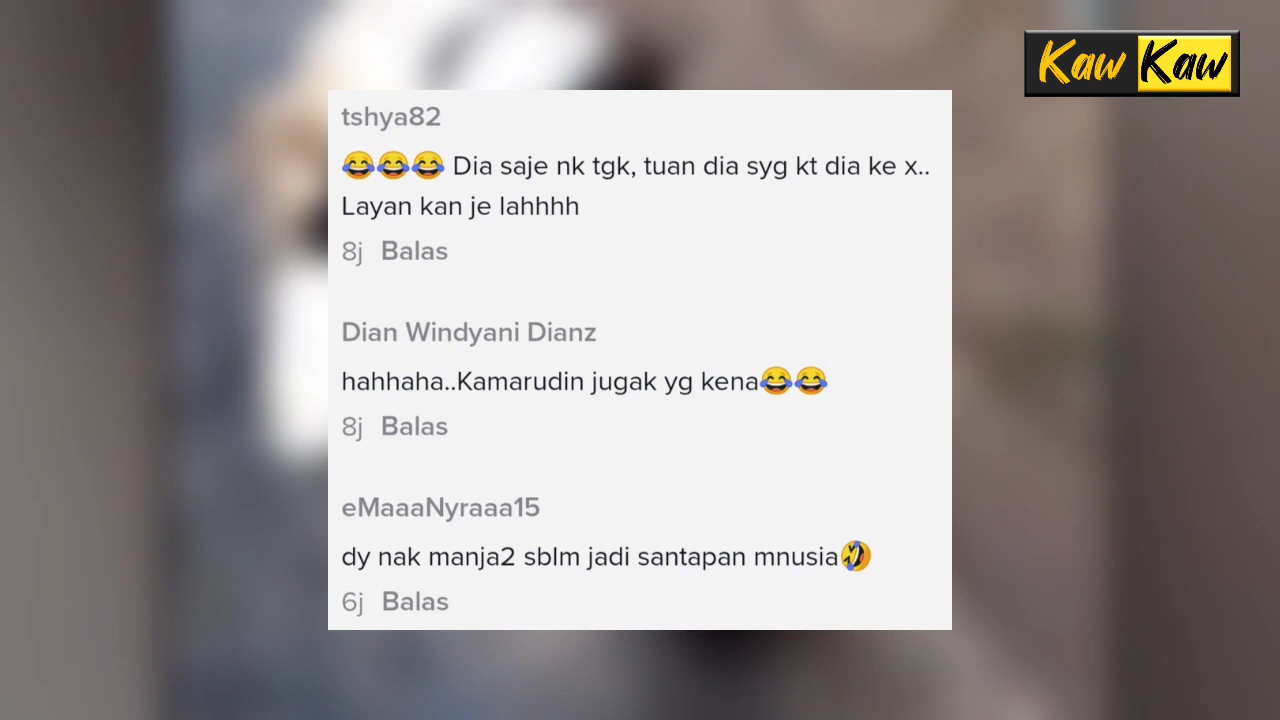 Kaw Kaw
tshya82
😂😂😂 Dia saje nk tgk, tuan dia syg kt dia ke x..
Layan kan je lahhhh
8j Balas
Dian Windyani Dianz
hahhaha..Kamarudin jugak yg kena😂😂
8j Balas
eMaaaNyraaa15
dy nak manja2 sblm jadi santapan mnusia🤣
6j Balas